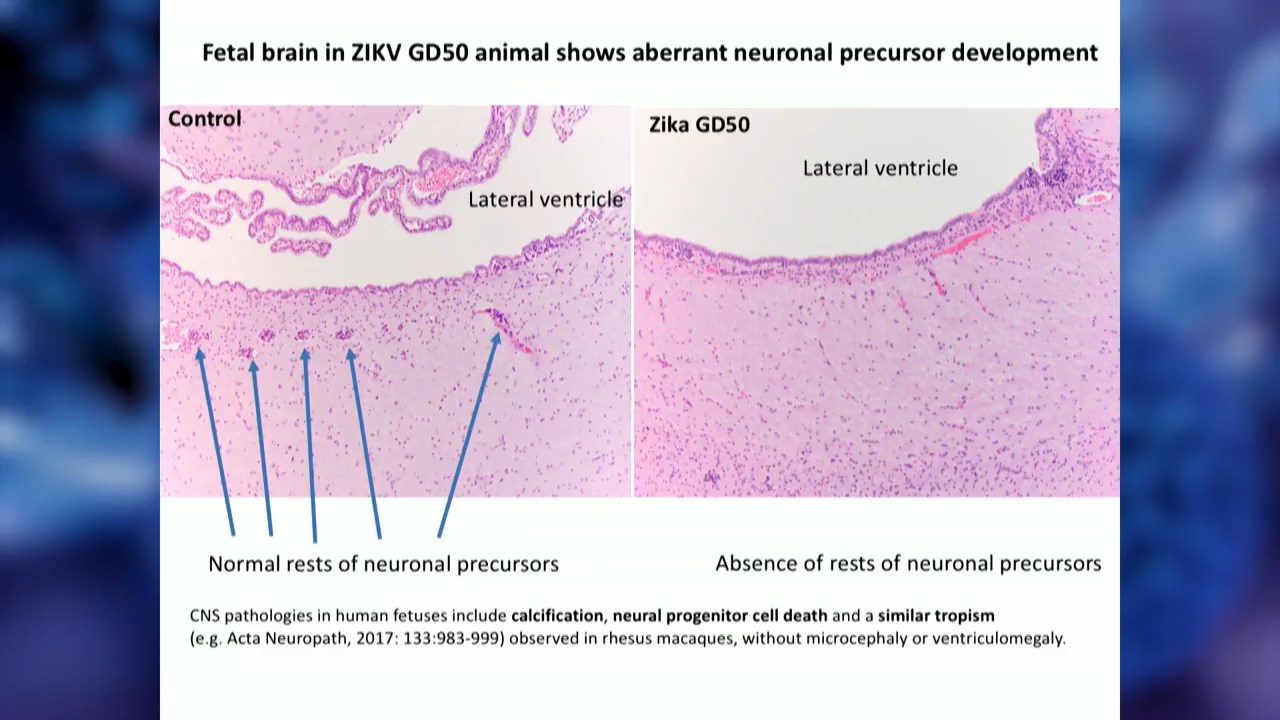 Fetal brain in ZIKV GD50 animal shows aberrant neuronal precursor development
Control
Zika GD50
Lateral ventricle
Lateral ventricle
Normal rests of neuronal precursors
Absence of rests of neuronal precursors
CNS pathologies in human fetuses include calcification, neural progenitor cell death and a similar tropism
(e.g. Acta Neuropath, 2017: 133:983-999) observed in rhesus macaques, without microcephaly or ventriculomegaly.